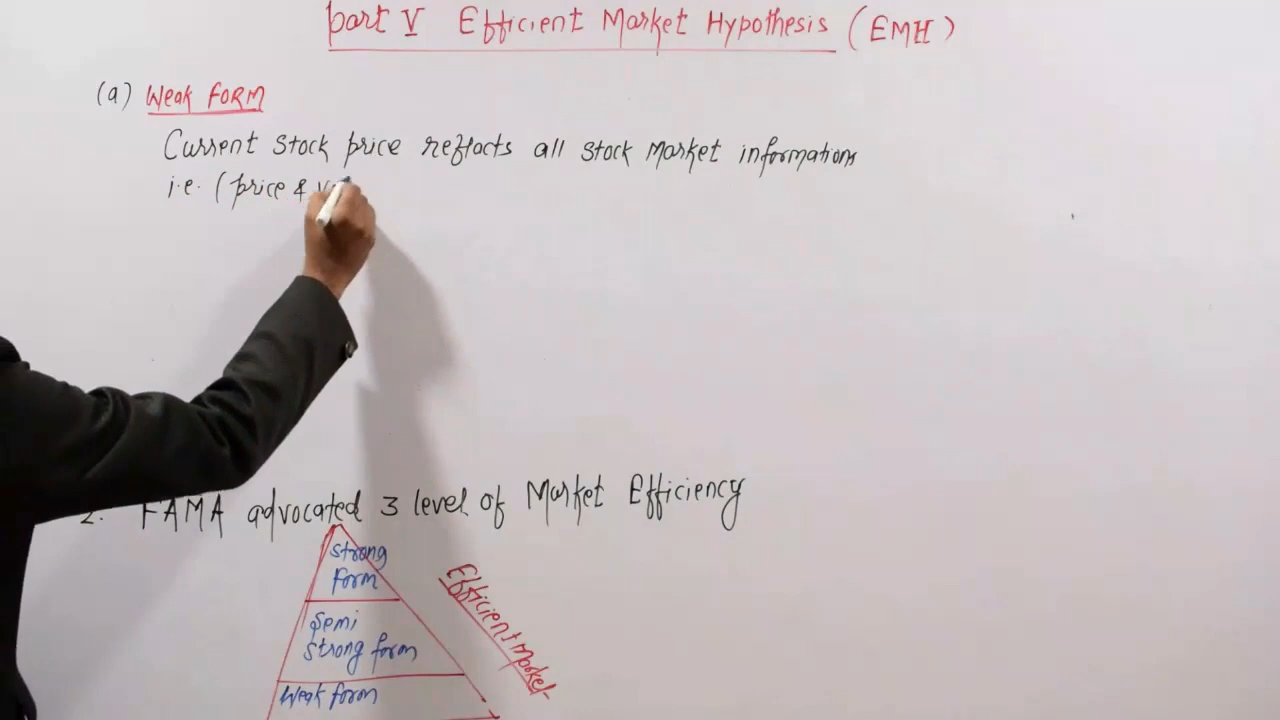 Part V Efficient Market Hypothesis (EMH)
(a) Weak FORM
Current Stock price reflacts all stock Market informations
i.e. (price &
2. FAMA advocated 3 level of Market Efficiency
strong
Form
Semi
strong form
Weak form
Efficient Market